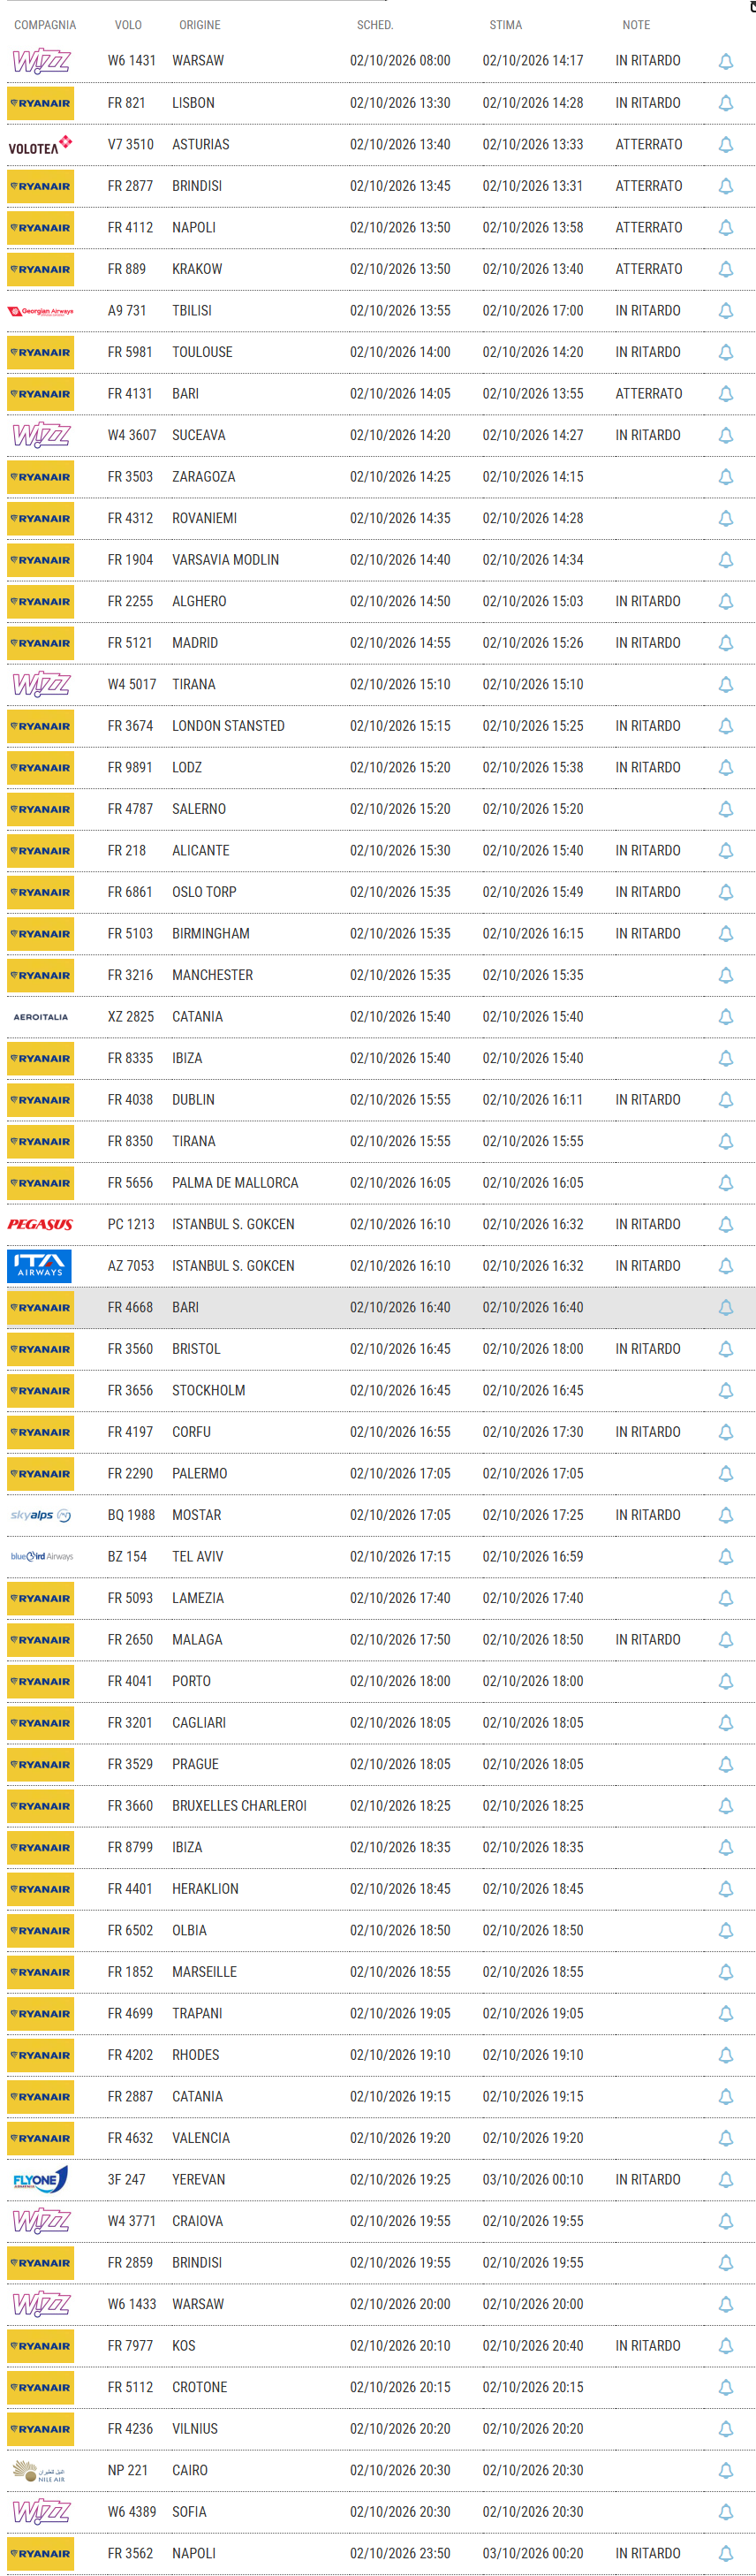 COMPAGNIA VOLO ORIGINE SCHED. STIMA NOTE
WIZZ W6 1431 WARSAW 02/10/2026 08:00 02/10/2026 14:17 IN RITARDO
RYANAIR FR 821 LISBON 02/10/2026 13:30 02/10/2026 14:28 IN RITARDO
VOLOTEA V7 3510 ASTURIAS 02/10/2026 13:40 02/10/2026 13:33 ATTERRATO
RYANAIR FR 2877 BRINDISI 02/10/2026 13:45 02/10/2026 13:31 ATTERRATO
RYANAIR FR 4112 NAPOLI 02/10/2026 13:50 02/10/2026 13:58 ATTERRATO
RYANAIR FR 889 KRAKOW 02/10/2026 13:50 02/10/2026 13:40 ATTERRATO
Georgian Airways A9 731 TBILISI 02/10/2026 13:55 02/10/2026 17:00 IN RITARDO
RYANAIR FR 5981 TOULOUSE 02/10/2026 14:00 02/10/2026 14:20 IN RITARDO
RYANAIR FR 4131 BARI 02/10/2026 14:05 02/10/2026 13:55 ATTERRATO
WIZZ W4 3607 SUCEAVA 02/10/2026 14:20 02/10/2026 14:27 IN RITARDO
RYANAIR FR 3503 ZARAGOZA 02/10/2026 14:25 02/10/2026 14:15
RYANAIR FR 4312 ROVANIEMI 02/10/2026 14:35 02/10/2026 14:28
RYANAIR FR 1904 VARSAVIA MODLIN 02/10/2026 14:40 02/10/2026 14:34
RYANAIR FR 2255 ALGHERO 02/10/2026 14:50 02/10/2026 15:03 IN RITARDO
RYANAIR FR 5121 MADRID 02/10/2026 14:55 02/10/2026 15:26 IN RITARDO
WIZZ W4 5017 TIRANA 02/10/2026 15:10 02/10/2026 15:10
RYANAIR FR 3674 LONDON STANSTED 02/10/2026 15:15 02/10/2026 15:25 IN RITARDO
RYANAIR FR 9891 LODZ 02/10/2026 15:20 02/10/2026 15:38 IN RITARDO
RYANAIR FR 4787 SALERNO 02/10/2026 15:20 02/10/2026 15:20
RYANAIR FR 218 ALICANTE 02/10/2026 15:30 02/10/2026 15:40 IN RITARDO
RYANAIR FR 6861 OSLO TORP 02/10/2026 15:35 02/10/2026 15:49 IN RITARDO
RYANAIR FR 5103 BIRMINGHAM 02/10/2026 15:35 02/10/2026 16:15 IN RITARDO
RYANAIR FR 3216 MANCHESTER 02/10/2026 15:35 02/10/2026 15:35
AEROITALIA XZ 2825 CATANIA 02/10/2026 15:40 02/10/2026 15:40
RYANAIR FR 8335 IBIZA 02/10/2026 15:40 02/10/2026 15:40
RYANAIR FR 4038 DUBLIN 02/10/2026 15:55 02/10/2026 16:11 IN RITARDO
RYANAIR FR 8350 TIRANA 02/10/2026 15:55 02/10/2026 15:55
RYANAIR FR 5656 PALMA DE MALLORCA 02/10/2026 16:05 02/10/2026 16:05
PEGASUS PC 1213 ISTANBUL S. GOKCEN 02/10/2026 16:10 02/10/2026 16:32 IN RITARDO
ITA AIRWAYS AZ 7053 ISTANBUL S. GOKCEN 02/10/2026 16:10 02/10/2026 16:32 IN RITARDO
RYANAIR FR 4668 BARI 02/10/2026 16:40 02/10/2026 16:40
RYANAIR FR 3560 BRISTOL 02/10/2026 16:45 02/10/2026 18:00 IN RITARDO
RYANAIR FR 3656 STOCKHOLM 02/10/2026 16:45 02/10/2026 16:45
RYANAIR FR 4197 CORFU 02/10/2026 16:55 02/10/2026 17:30 IN RITARDO
RYANAIR FR 2290 PALERMO 02/10/2026 17:05 02/10/2026 17:05
skyalps BQ 1988 MOSTAR 02/10/2026 17:05 02/10/2026 17:25 IN RITARDO
bluebird Airways BZ 154 TEL AVIV 02/10/2026 17:15 02/10/2026 16:59
RYANAIR FR 5093 LAMEZIA 02/10/2026 17:40 02/10/2026 17:40
RYANAIR FR 2650 MALAGA 02/10/2026 17:50 02/10/2026 18:50 IN RITARDO
RYANAIR FR 4041 PORTO 02/10/2026 18:00 02/10/2026 18:00
RYANAIR FR 3201 CAGLIARI 02/10/2026 18:05 02/10/2026 18:05
RYANAIR FR 3529 PRAGUE 02/10/2026 18:05 02/10/2026 18:05
RYANAIR FR 3660 BRUXELLES CHARLEROI 02/10/2026 18:25 02/10/2026 18:25
RYANAIR FR 8799 IBIZA 02/10/2026 18:35 02/10/2026 18:35
RYANAIR FR 4401 HERAKLION 02/10/2026 18:45 02/10/2026 18:45
RYANAIR FR 6502 OLBIA 02/10/2026 18:50 02/10/2026 18:50
RYANAIR FR 1852 MARSEILLE 02/10/2026 18:55 02/10/2026 18:55
RYANAIR FR 4699 TRAPANI 02/10/2026 19:05 02/10/2026 19:05
RYANAIR FR 4202 RHODES 02/10/2026 19:10 02/10/2026 19:10
RYANAIR FR 2887 CATANIA 02/10/2026 19:15 02/10/2026 19:15
RYANAIR FR 4632 VALENCIA 02/10/2026 19:20 02/10/2026 19:20
FLYONE 3F 247 YEREVAN 02/10/2026 19:25 03/10/2026 00:10 IN RITARDO
WIZZ W4 3771 CRAIOVA 02/10/2026 19:55 02/10/2026 19:55
RYANAIR FR 2859 BRINDISI 02/10/2026 19:55 02/10/2026 19:55
WIZZ W6 1433 WARSAW 02/10/2026 20:00 02/10/2026 20:00
RYANAIR FR 7977 KOS 02/10/2026 20:10 02/10/2026 20:40 IN RITARDO
RYANAIR FR 5112 CROTONE 02/10/2026 20:15 02/10/2026 20:15
RYANAIR FR 4236 VILNIUS 02/10/2026 20:20 02/10/2026 20:20
النيل للطيران NILE AIR NP 221 CAIRO 02/10/2026 20:30 02/10/2026 20:30
WIZZ W6 4389 SOFIA 02/10/2026 20:30 02/10/2026 20:30
RYANAIR FR 3562 NAPOLI 02/10/2026 23:50 03/10/2026 00:20 IN RITARDO